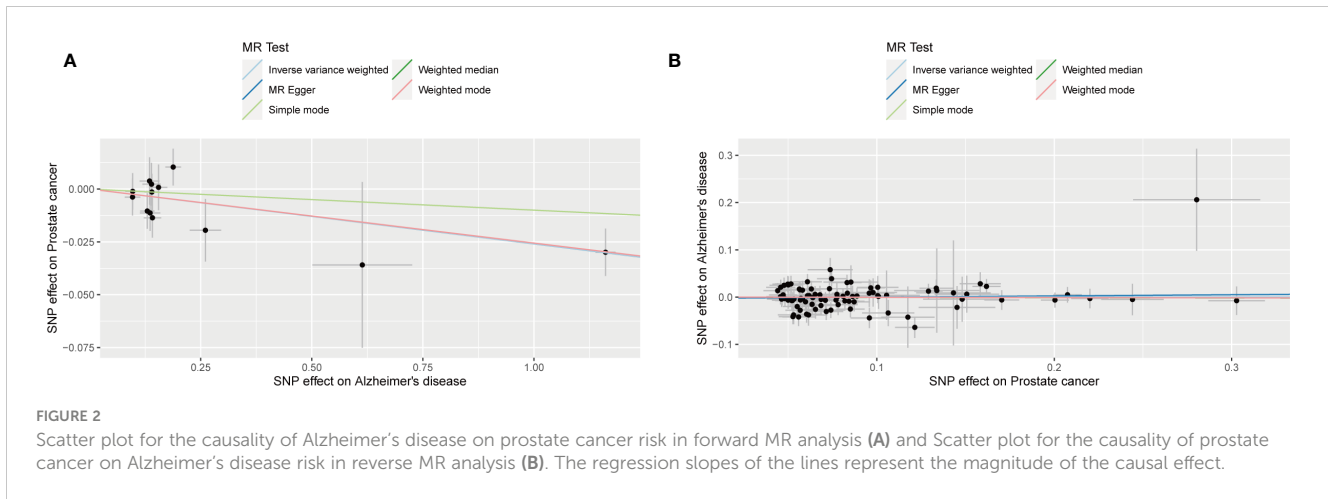 A
MR Test
Inverse variance weighted
Weighted median
MR Egger
Weighted mode
Simple mode
SNP effect on Prostate cancer
0.000
−0.025
−0.050
−0.075
0.25
0.50
0.75
1.00
SNP effect on Alzheimer's disease
B
MR Test
Inverse variance weighted
Weighted median
MR Egger
Weighted mode
Simple mode
SNP effect on Alzheimer's disease
0.3
0.2
0.1
0.0
−0.1
0.1
0.2
0.3
SNP effect on Prostate cancer
FIGURE 2
Scatter plot for the causality of Alzheimer’s disease on prostate cancer risk in forward MR analysis (A) and Scatter plot for the causality of prostate
cancer on Alzheimer’s disease risk in reverse MR analysis (B). The regression slopes of the lines represent the magnitude of the causal effect.